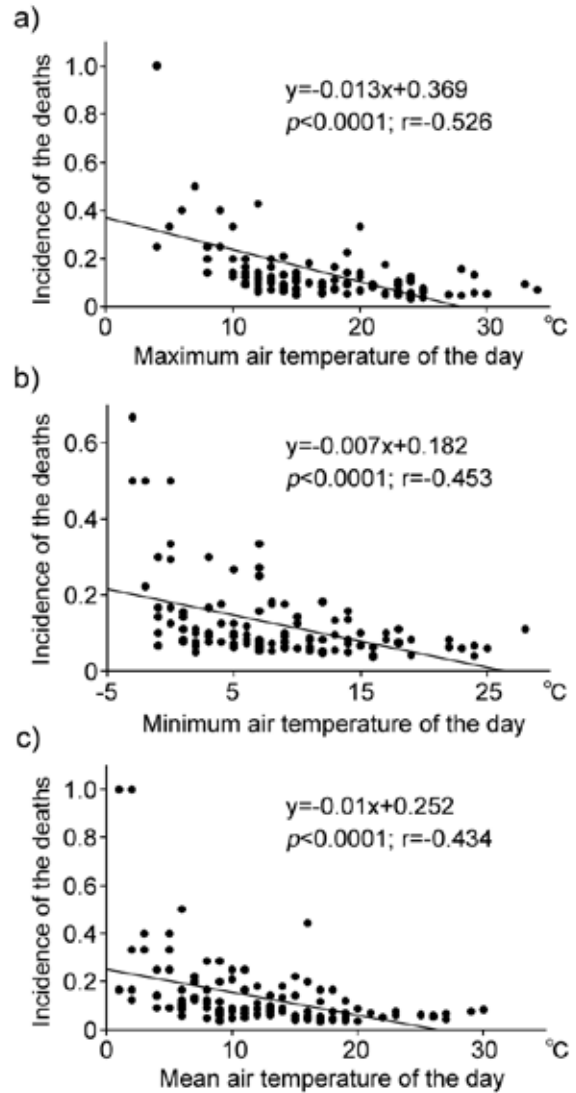 a)
1.0
0.8
0.6
0.4
0.2
0
Incidence of the deaths
y=-0.013x+0.369
p<0.0001; r=-0.526
0 10 20 30 °C
Maximum air temperature of the day
b)
0.6
0.4
0.2
0
Incidence of the deaths
y=-0.007x+0.182
p<0.0001; r=-0.453
-5 5 15 25 °C
Minimum air temperature of the day
c)
1.0
0.8
0.6
0.4
0.2
0
Incidence of the deaths
y=-0.01x+0.252
p<0.0001; r=-0.434
0 10 20 30 °C
Mean air temperature of the day